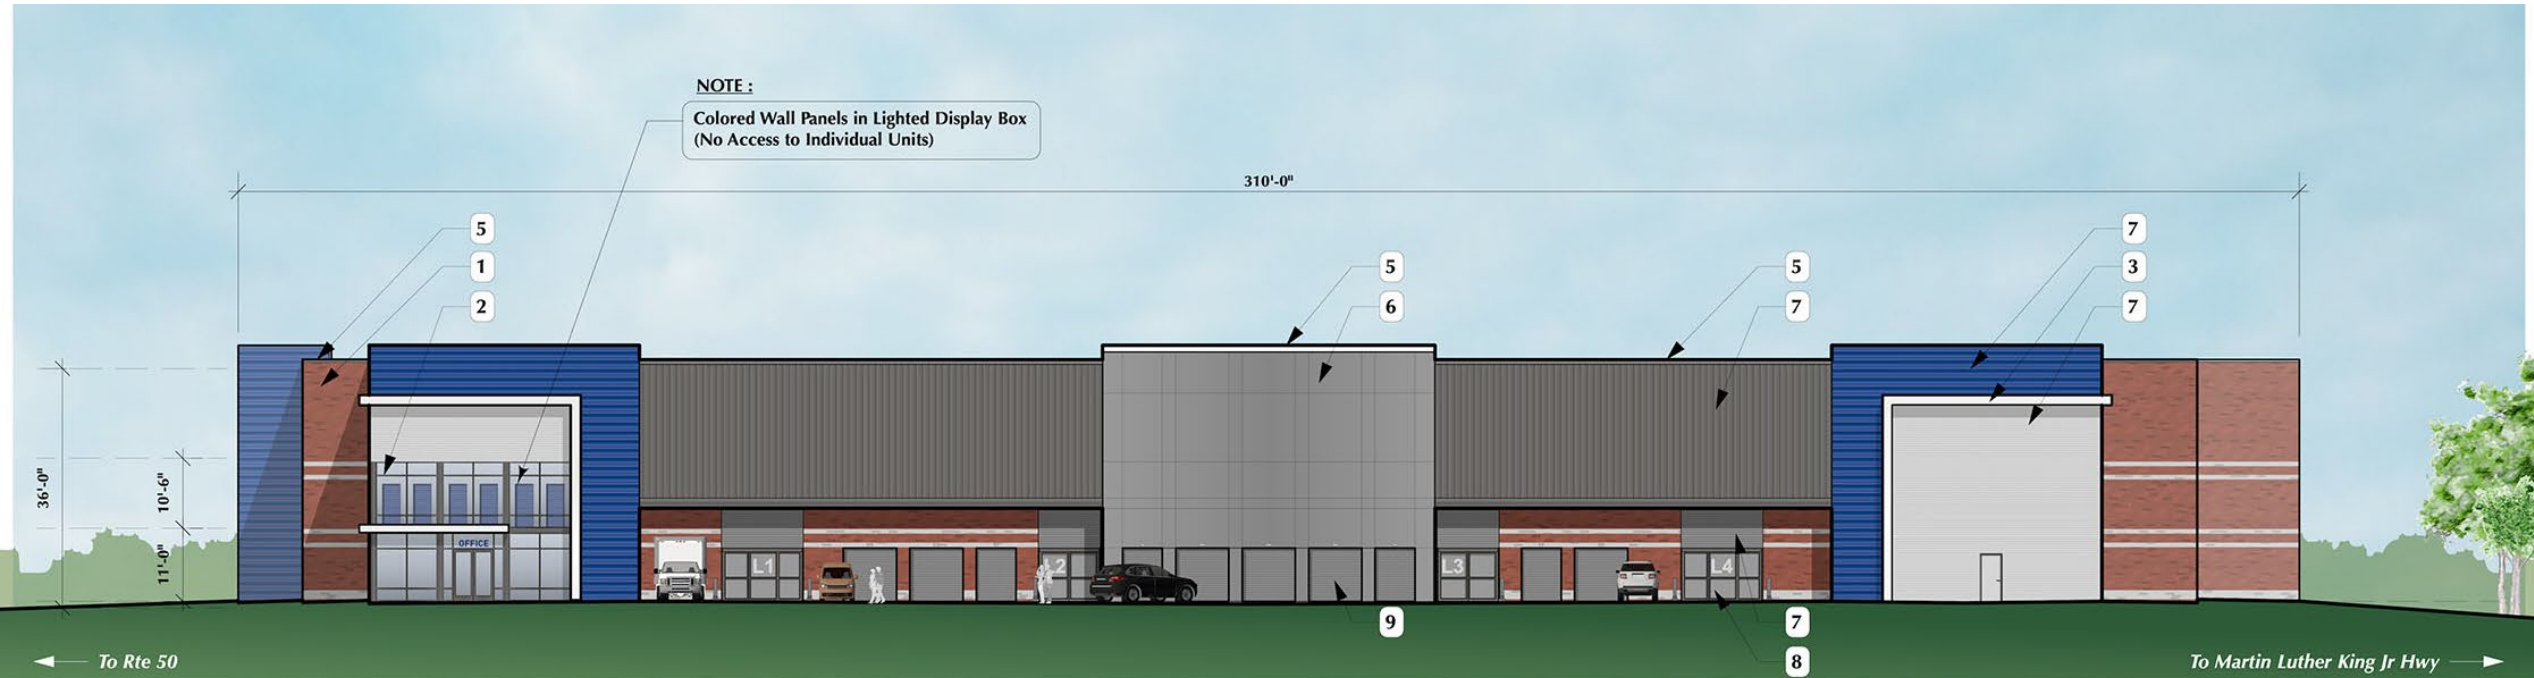 NOTE :
Colored Wall Panels in Lighted Display Box
(No Access to Individual Units)
310'-0"
5
1
2
5
6
5
7
7
3
7
36'-0"
10'-6"
11'-0"
OFFICE
L1
L2
L3
L4
9
7
8
To Rte 50
To Martin Luther King Jr Hwy